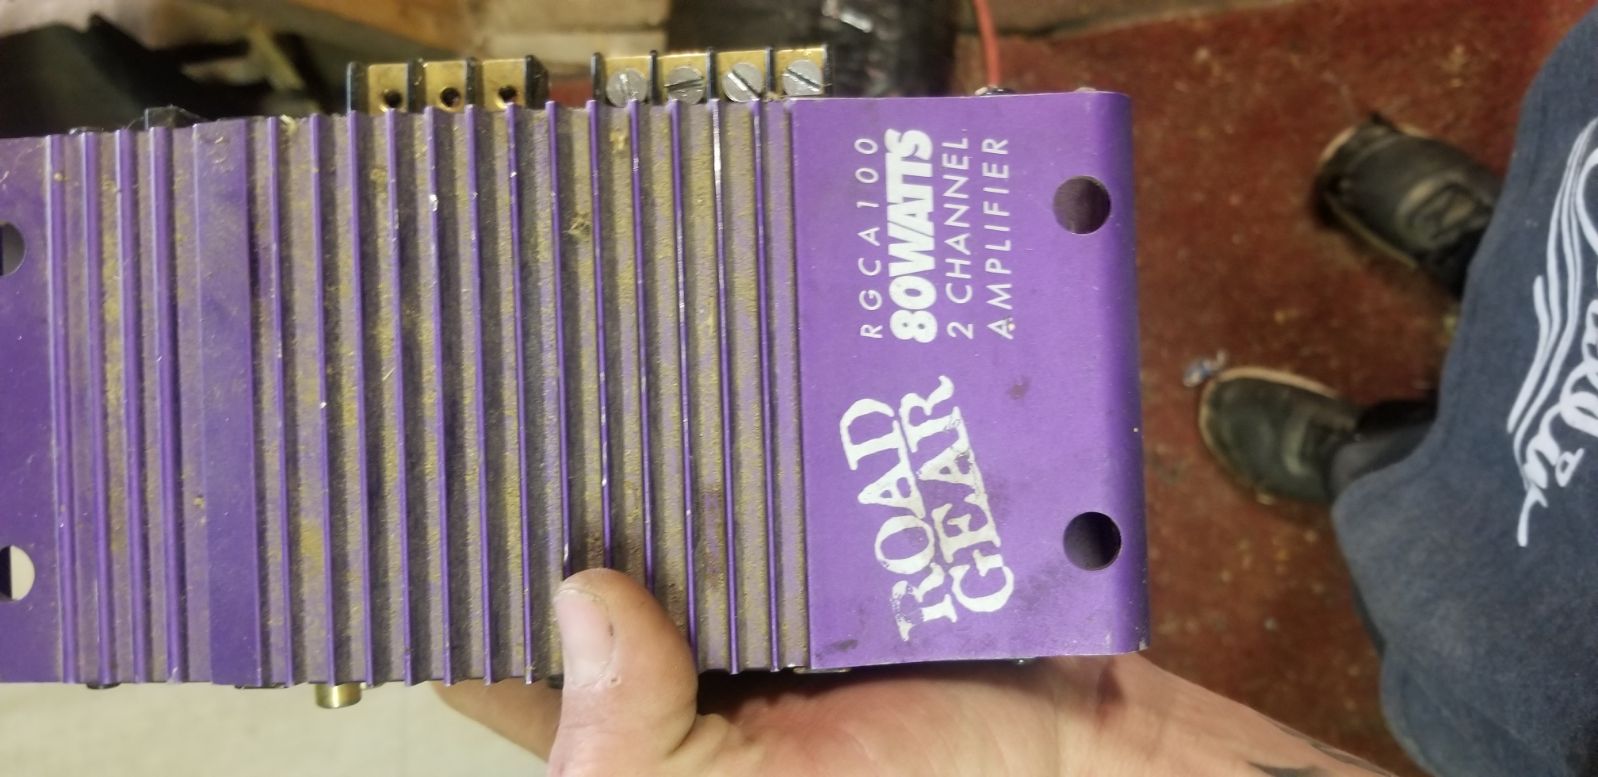 RGCA100
80WATTS
2 CHANNEL
AMPLIFIER
ROAD
GEAR